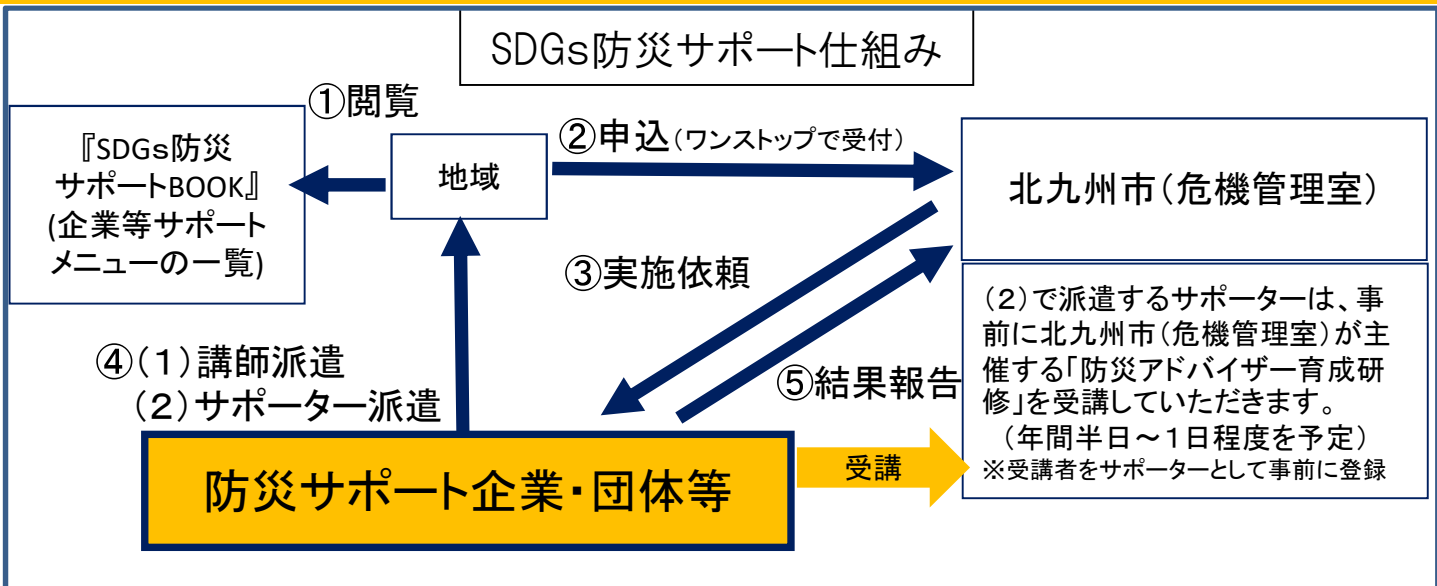 SDGs防災サポート仕組み
①閲覧
『SDGs防災
サポートBOOK』
(企業等サポート
メニューの一覧)
地域
②申込(ワンストップで受付)
北九州市(危機管理室)
③実施依頼
④(1)講師派遣
(2)サポーター派遣
⑤結果報告
(2)で派遣するサポーターは、事
前に北九州市(危機管理室)が主
催する「防災アドバイザー育成研
修」を受講していただきます。
(年間半日~1日程度を予定)
※受講者をサポーターとして事前に登録
防災サポート企業・団体等
受講